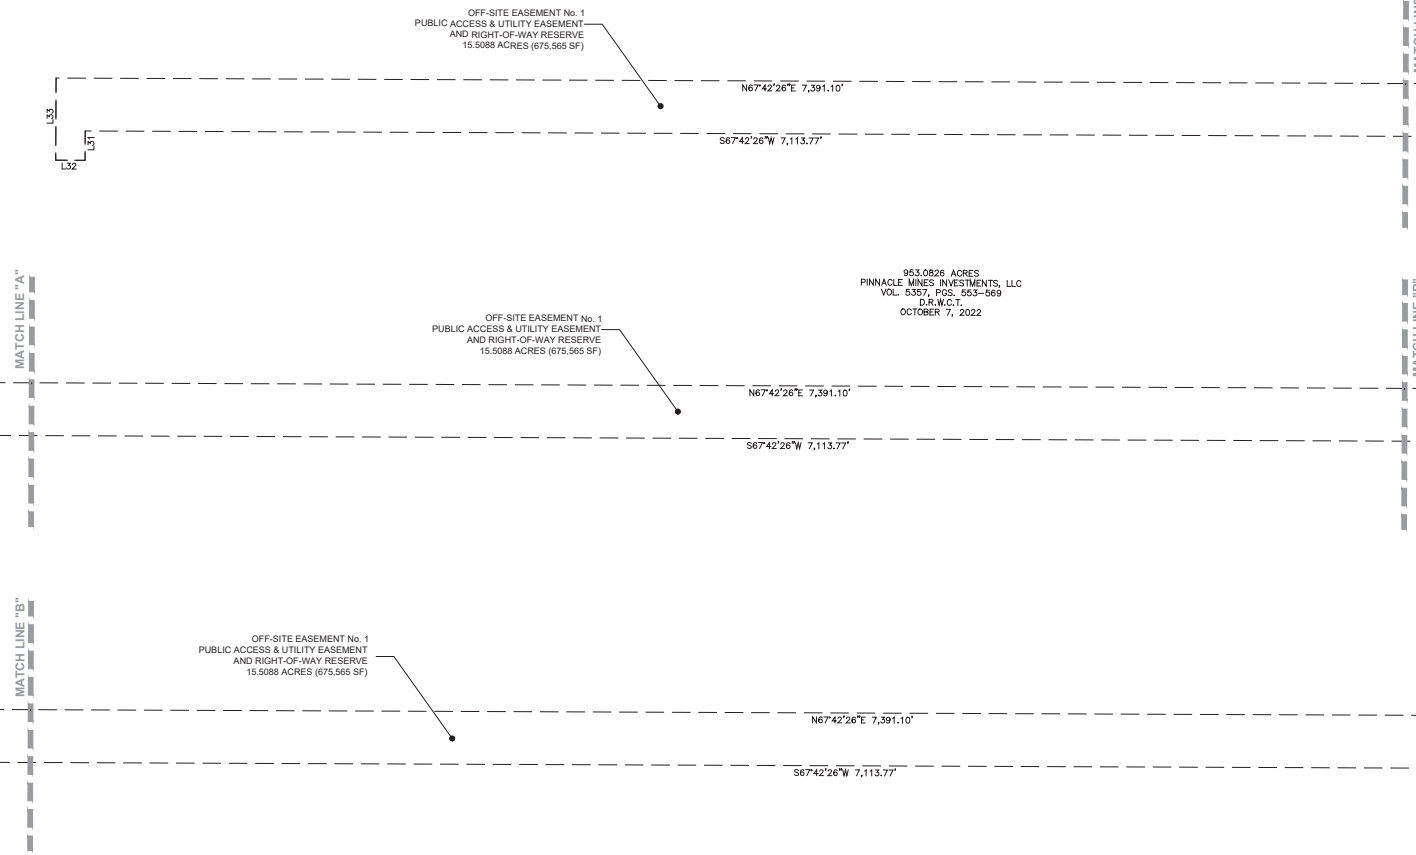 OFF-SITE EASEMENT No. 1
PUBLIC ACCESS & UTILITY EASEMENT
AND RIGHT-OF-WAY RESERVE
15.5088 ACRES (675,565 SF)
N67°42'26"E 7,391.10'
S67°42'26"W 7,113.77'
L33
L31
L32
MATCH LINE
MATCH LINE "A"
953.0826 ACRES
PINNACLE MINES INVESTMENTS, LLC
VOL. 5357, PGS. 553-569
D.R.W.C.T.
OCTOBER 7, 2022
OFF-SITE EASEMENT No. 1
PUBLIC ACCESS & UTILITY EASEMENT
AND RIGHT-OF-WAY RESERVE
15.5088 ACRES (675,565 SF)
N67°42'26"E 7,391.10'
S67°42'26"W 7,113.77'
MATCH LINE "B"
MATCH LINE "B"
OFF-SITE EASEMENT No. 1
PUBLIC ACCESS & UTILITY EASEMENT
AND RIGHT-OF-WAY RESERVE
15.5088 ACRES (675,565 SF)
N67°42'26"E 7,391.10'
S67°42'26"W 7,113.77'